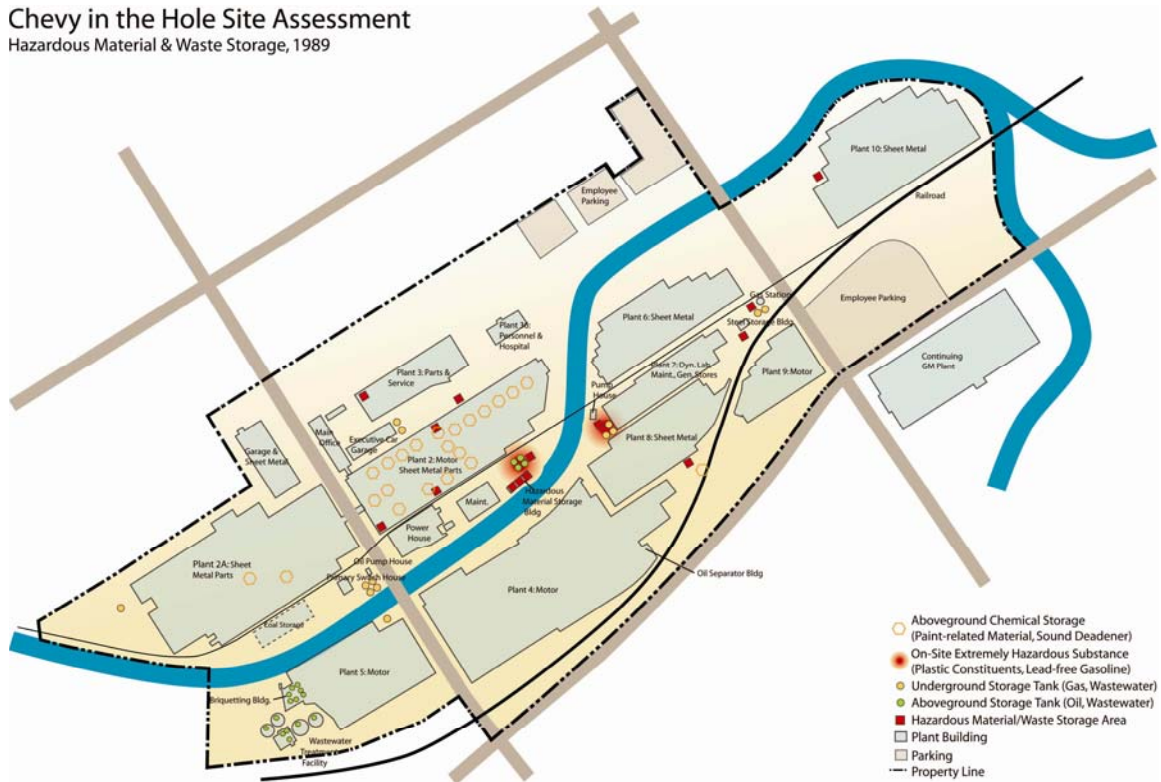 Chevy in the Hole Site Assessment
Hazardous Material & Waste Storage, 1989
Plant 10: Sheet Metal
Employee
Parking
Railroad
Gas Station
Employee Parking
Plant 6: Sheet Metal
Steel Storage Bldg
Plant 36:
Personnel &
Hospital
Plant 7: Dyn. Lab
Maint., Gen. Stores
Plant 9: Motor
Continuing
GM Plant
Plant 3: Parts &
Service
Pump
House
Main
Office
Executive Car
Garage
Plant 8: Sheet Metal
Garage &
Sheet Metal
Plant 2: Motor
Sheet Metal Parts
Maint.
Hazardous
Material Storage
Bldg
Power
House
Plant 2A: Sheet
Metal Parts
Oil Pump House
Primary Switch House
Oil Separator Bldg
Plant 4: Motor
Coal Storage
Plant 5: Motor
Briquetting Bldg.
Wastewater
Treatment
Facility
Aboveground Chemical Storage
(Paint-related Material, Sound Deadener)
On-Site Extremely Hazardous Substance
(Plastic Constituents, Lead-free Gasoline)
Underground Storage Tank (Gas, Wastewater)
Aboveground Storage Tank (Oil, Wastewater)
Hazardous Material/Waste Storage Area
Plant Building
Parking
Property Line